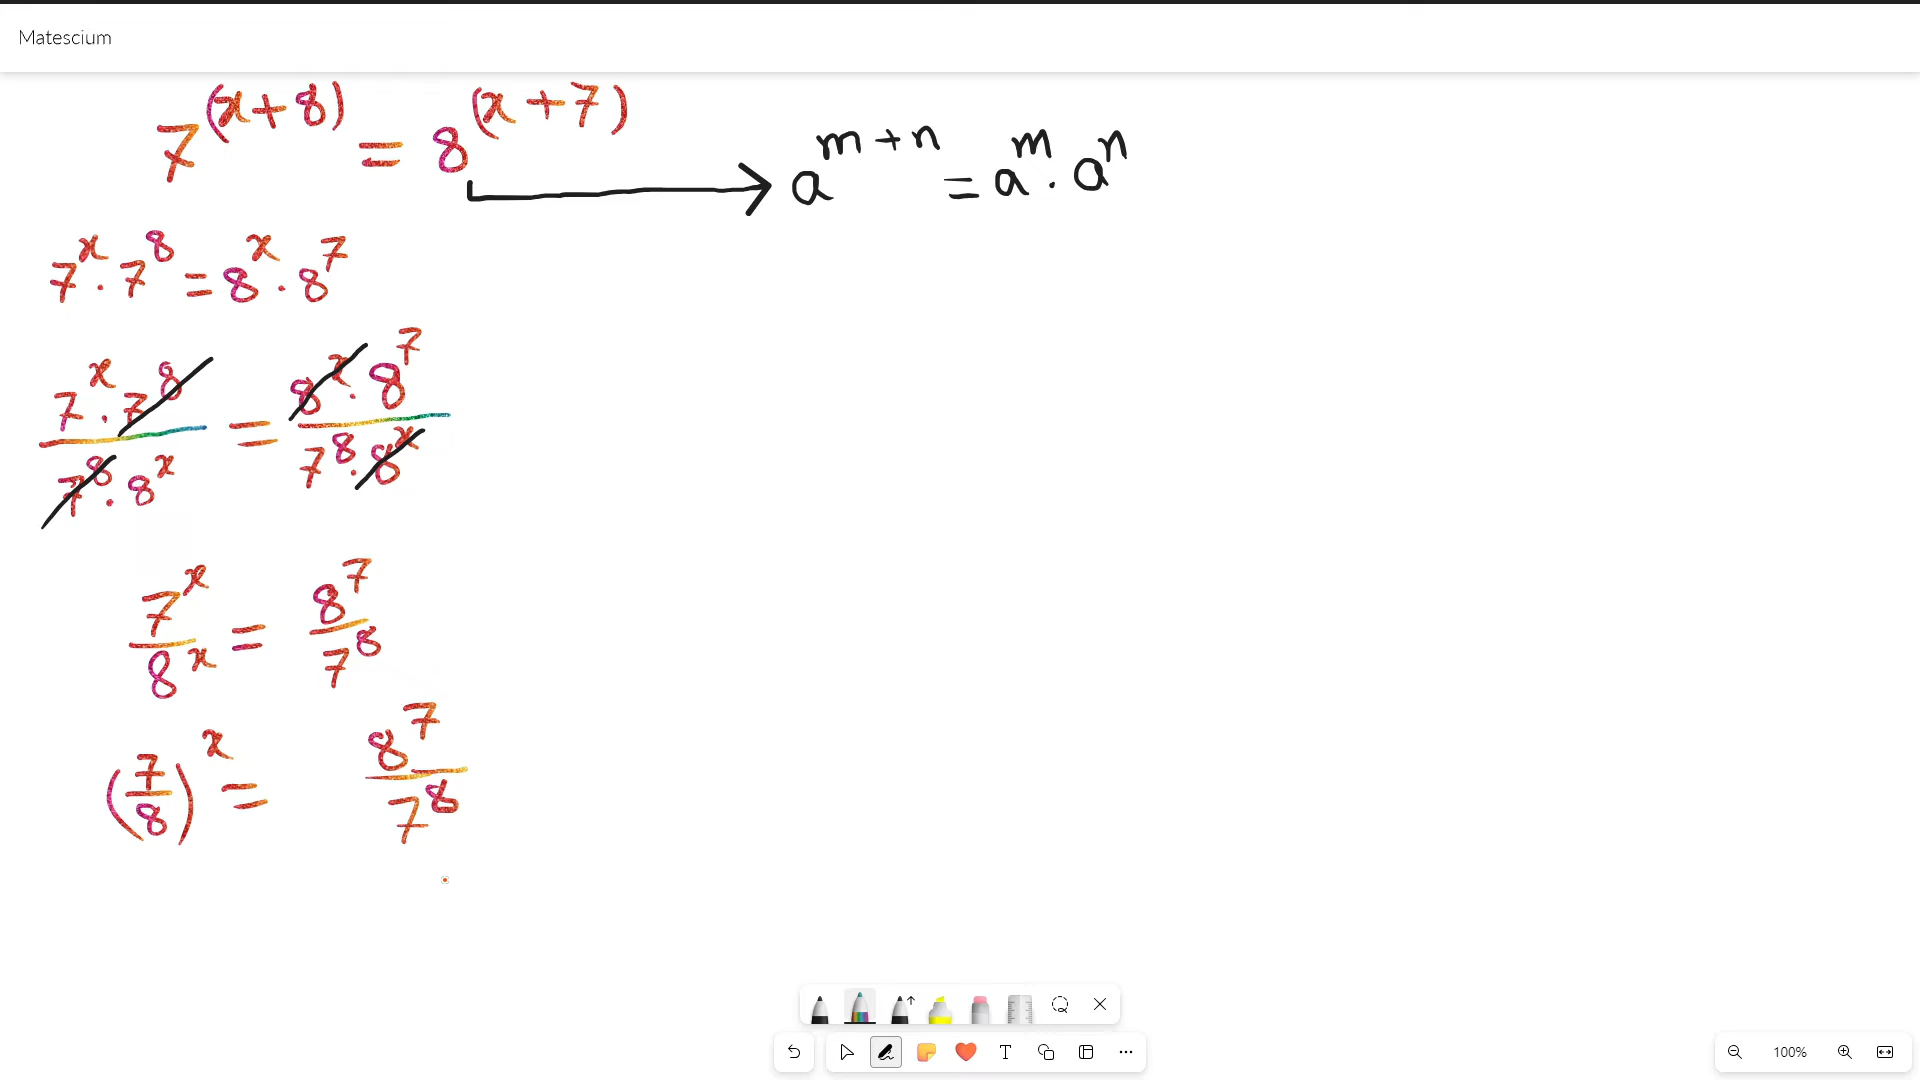 Matescium
7^(x+8) = 8^(x+7)
a^m+n = a^m · a^n
7^x · 7^8 = 8^x · 8^7
7^x · 7^8 / 7^8 · 8^x = 8^x · 8^7 / 7^8 · 8^x
7^x / 8^x = 8^7 / 7^8
(7/8)^x = 8^7 / 7^8
T
100%